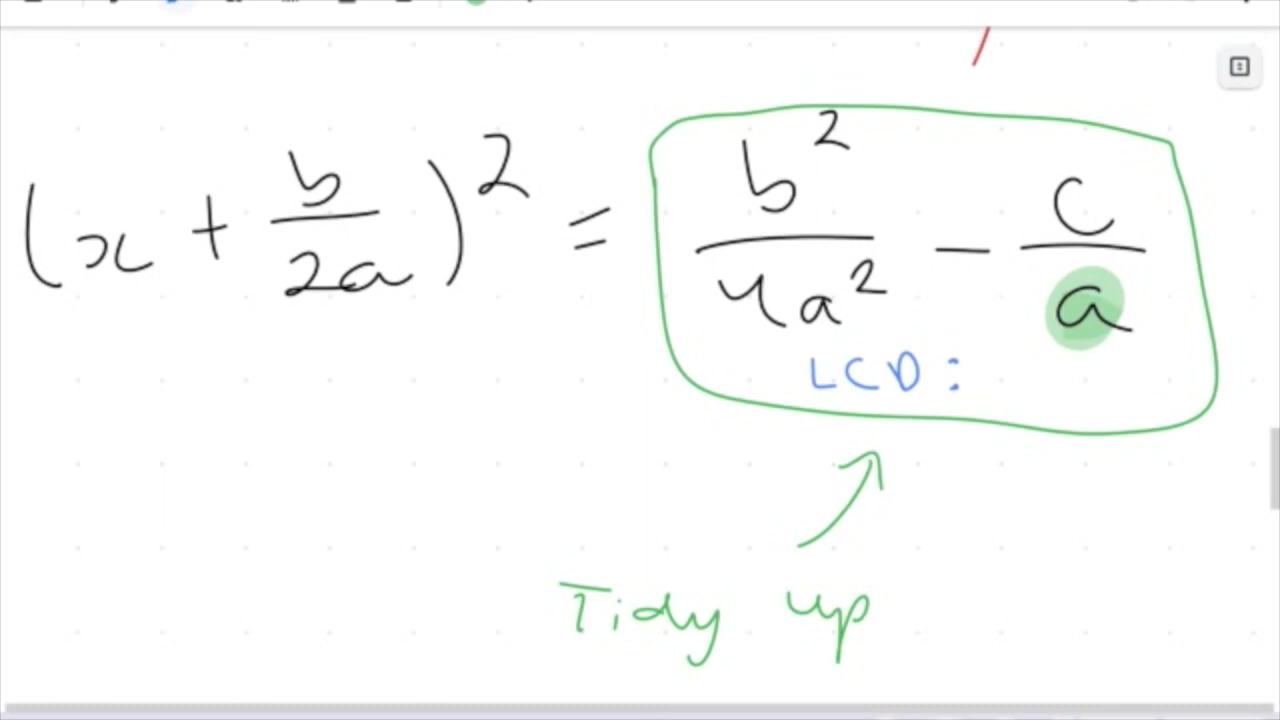 (x + b/2a)² = b²/4a² - c/a
LCD:
Tidy up